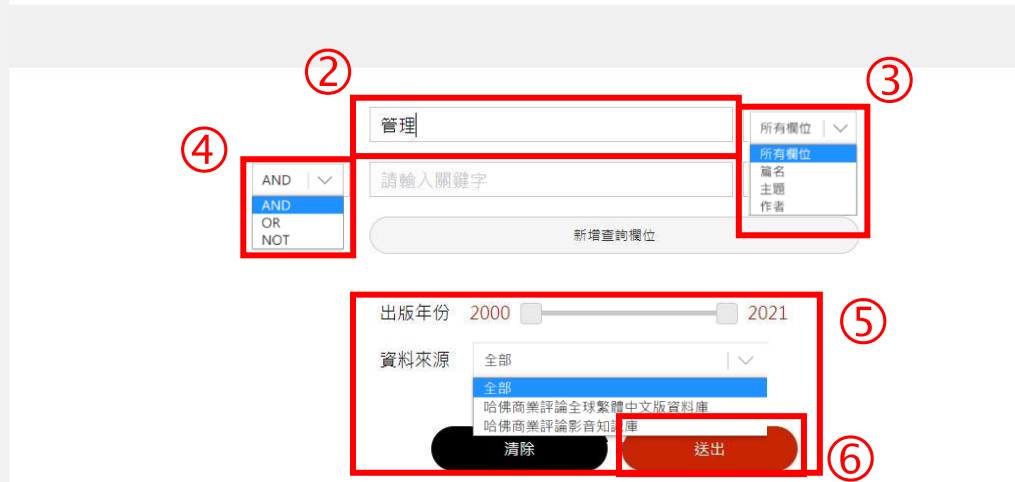 ②
③
管理
所有欄位
所有欄位
篇名
主題
作者
④
AND
請輸入關鍵字
AND
OR
NOT
新增查詢欄位
出版年份 2000 2021
⑤
資料來源 全部
全部
哈佛商業評論全球繁體中文版資料庫
哈佛商業評論影音知識庫
清除 送出
⑥